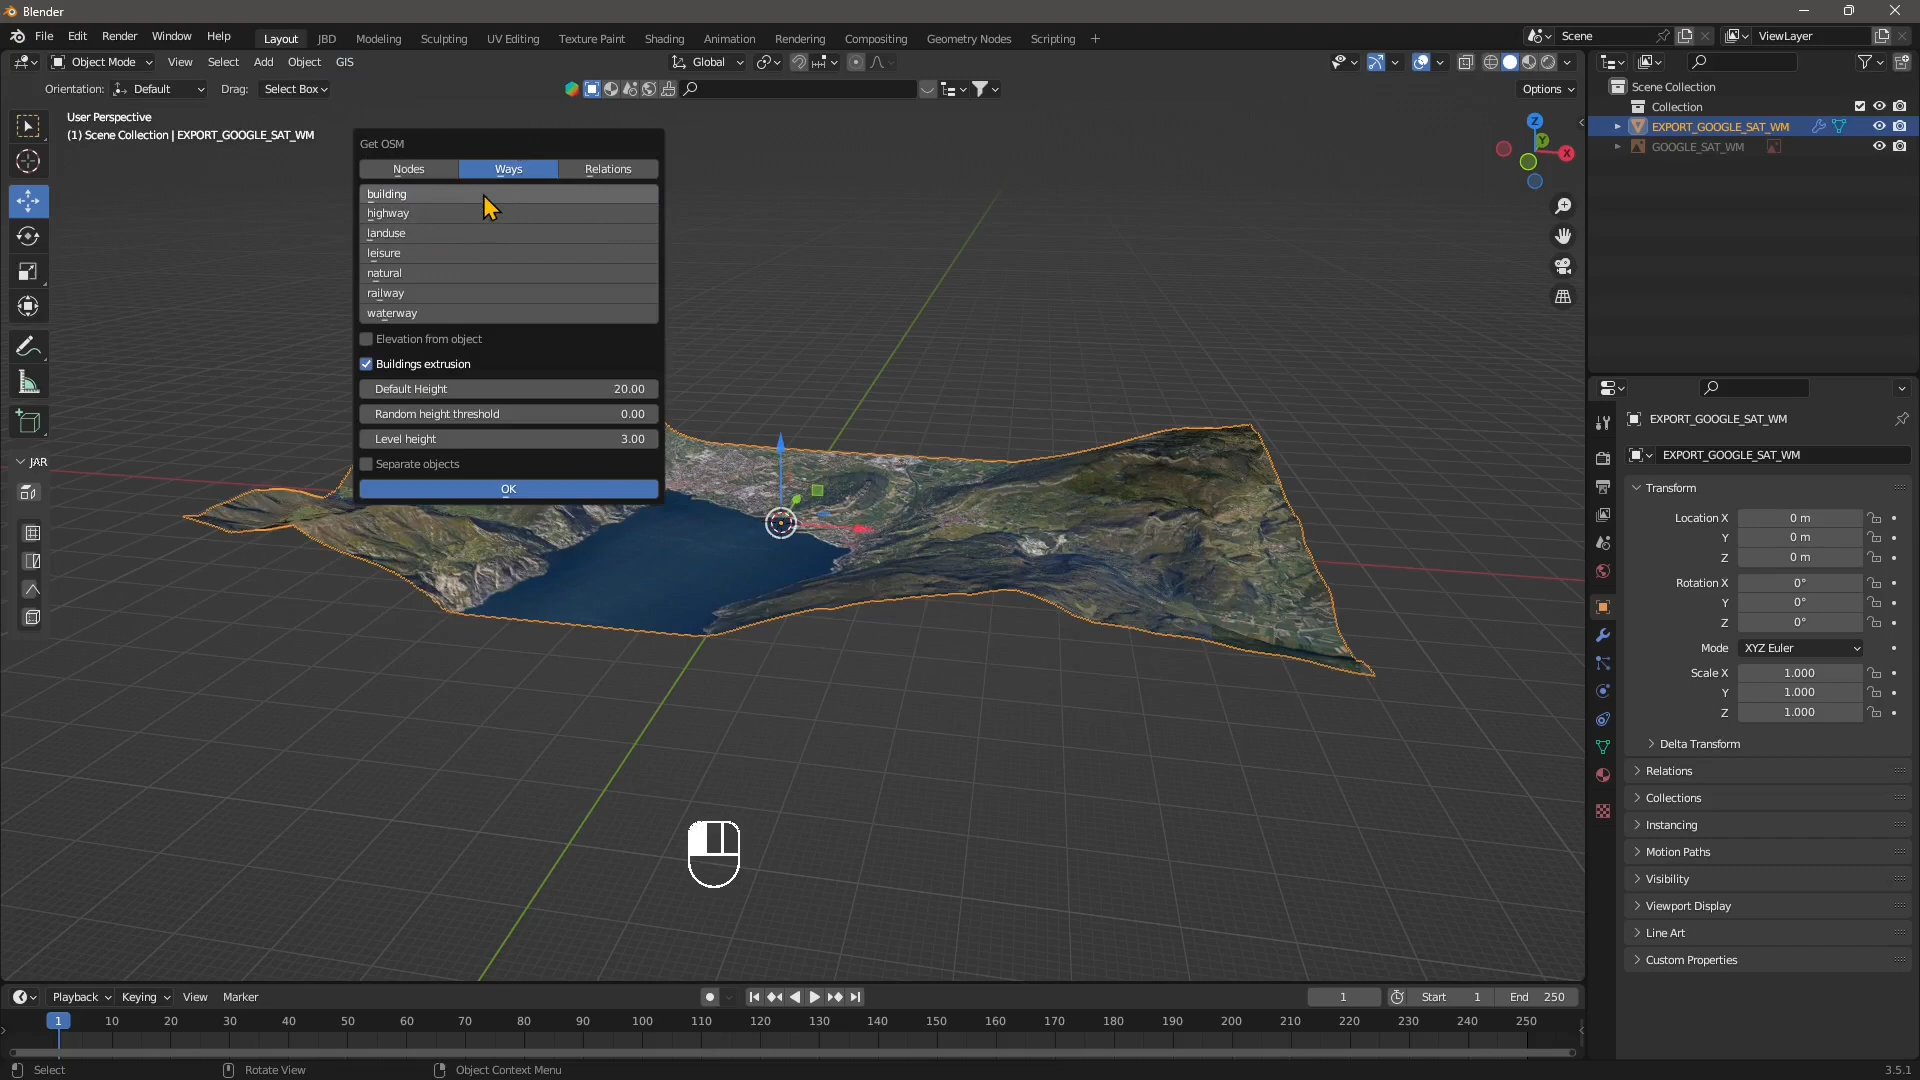 Blender
File Edit Render Window Help Layout JBD Modeling Sculpting UV Editing Texture Paint Shading Animation Rendering Compositing Geometry Nodes Scripting + Scene ViewLayer
Object Mode View Select Add Object GIS Global
Orientation: Default Drag: Select Box Options
User Perspective
(1) Scene Collection | EXPORT_GOOGLE_SAT_WM
Get OSM
Nodes Ways Relations
building
highway
landuse
leisure
natural
railway
waterway
Elevation from object
Buildings extrusion
Default Height 20.00
Random height threshold 0.00
Level height 3.00
Separate objects
OK
JAR
Z
Y
X
Scene Collection
Collection
EXPORT_GOOGLE_SAT_WM
GOOGLE_SAT_WM
EXPORT_GOOGLE_SAT_WM
EXPORT_GOOGLE_SAT_WM
Transform
Location X 0 m
Y 0 m
Z 0 m
Rotation X 0°
Y 0°
Z 0°
Mode XYZ Euler
Scale X 1.000
Y 1.000
Z 1.000
Delta Transform
Relations
Collections
Instancing
Motion Paths
Visibility
Viewport Display
Line Art
Custom Properties
Playback Keying View Marker 1 Start 1 End 250
1 10 20 30 40 50 60 70 80 90 100 110 120 130 140 150 160 170 180 190 200 210 220 230 240 250
Select Rotate View Object Context Menu 3.5.1